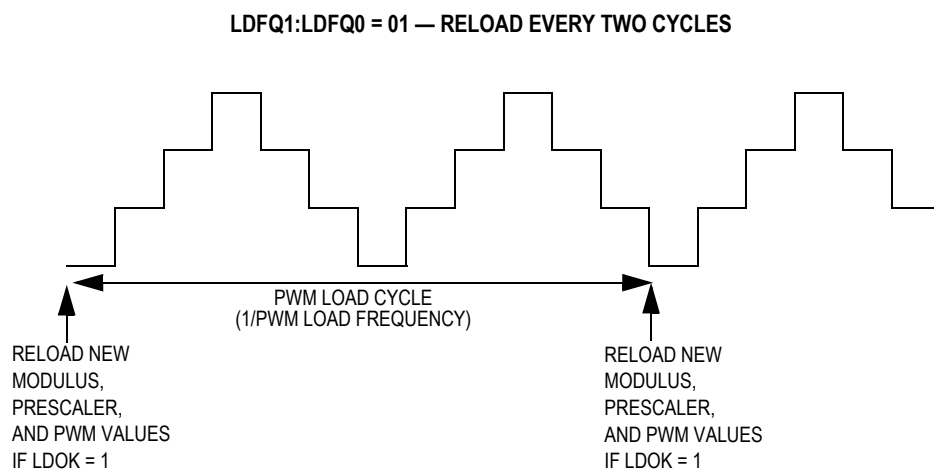 LDFQ1:LDFQ0 = 01 — RELOAD EVERY TWO CYCLES
PWM LOAD CYCLE
(1/PWM LOAD FREQUENCY)
RELOAD NEW
MODULUS,
PRESCALER,
AND PWM VALUES
IF LDOK = 1
RELOAD NEW
MODULUS,
PRESCALER,
AND PWM VALUES
IF LDOK = 1